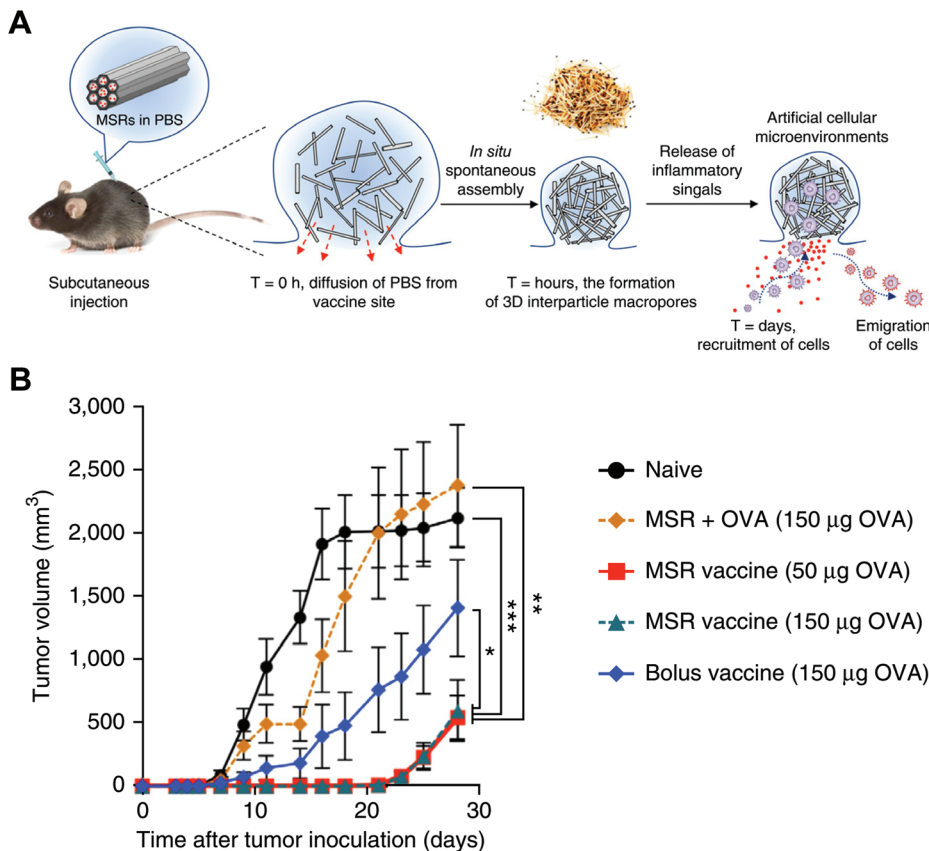 A
MSRs in PBS
Subcutaneous
injection
T = 0 h, diffusion of PBS from
vaccine site
In situ
spontaneous
assembly
T = hours, the formation
of 3D interparticle macropores
Release of
inflammatory
singals
Artificial cellular
microenvironments
T = days,
recruitment of cells
Emigration
of cells
B
Tumor volume (mm³)
3,000
2,500
2,000
1,500
1,000
500
0
0
10
20
30
Time after tumor inoculation (days)
*
***
**
Naive
MSR + OVA (150 μg OVA)
MSR vaccine (50 μg OVA)
MSR vaccine (150 μg OVA)
Bolus vaccine (150 μg OVA)